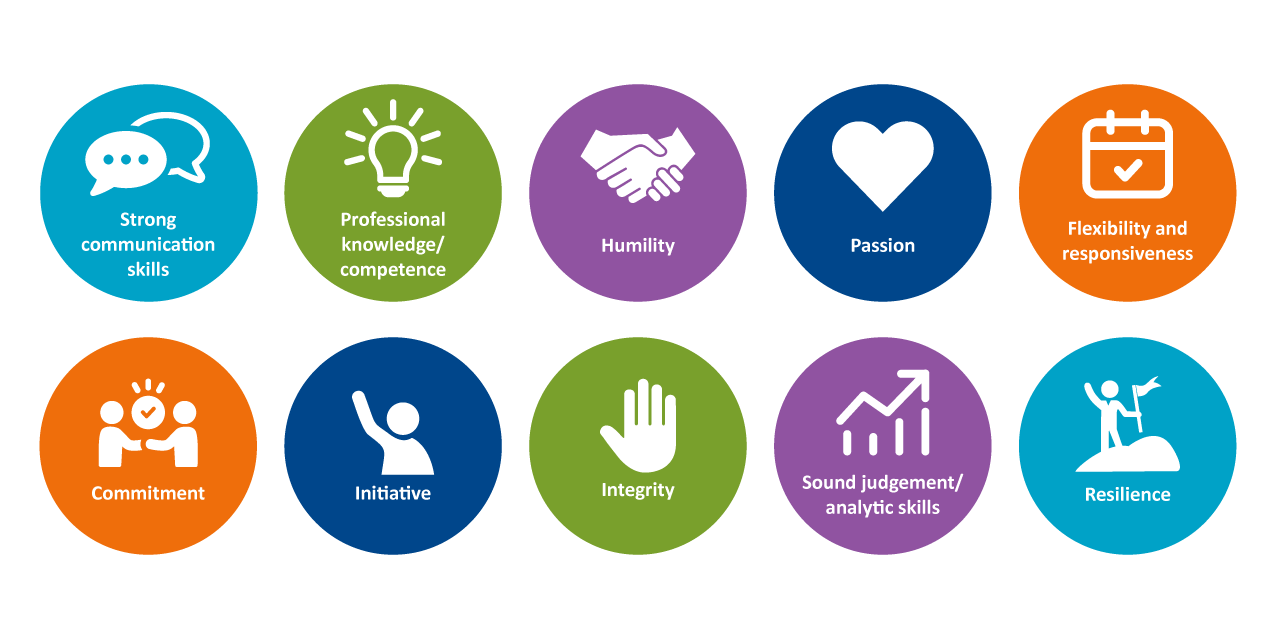 Strong
communication
skills
Professional
knowledge/
competence
Humility
Passion
Flexibility and
responsiveness
Commitment
Initiative
Integrity
Sound judgement/
analytic skills
Resilience